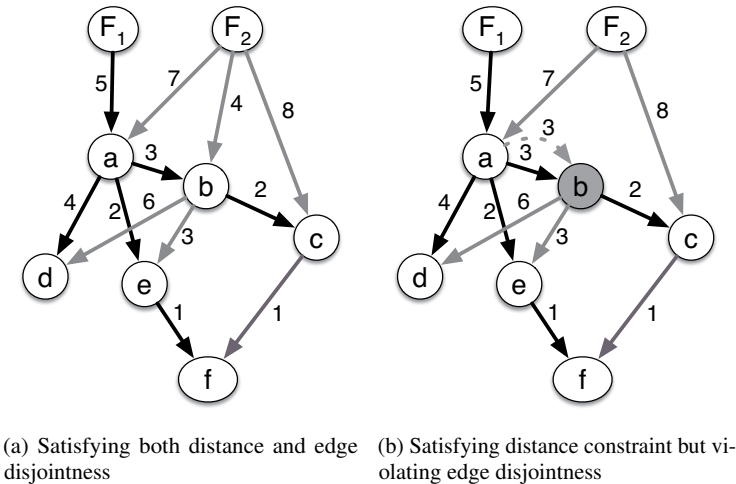 F1 F2 F1 F2
5 7 4 8 5 7 8
a 3 b 2 c a 3 3 b 2 c
4 2 6 3 4 2 6 3
d e d e
1 1 1 1
f f
(a) Satisfying both distance and edge
disjointness
(b) Satisfying distance constraint but vi-
olating edge disjointness